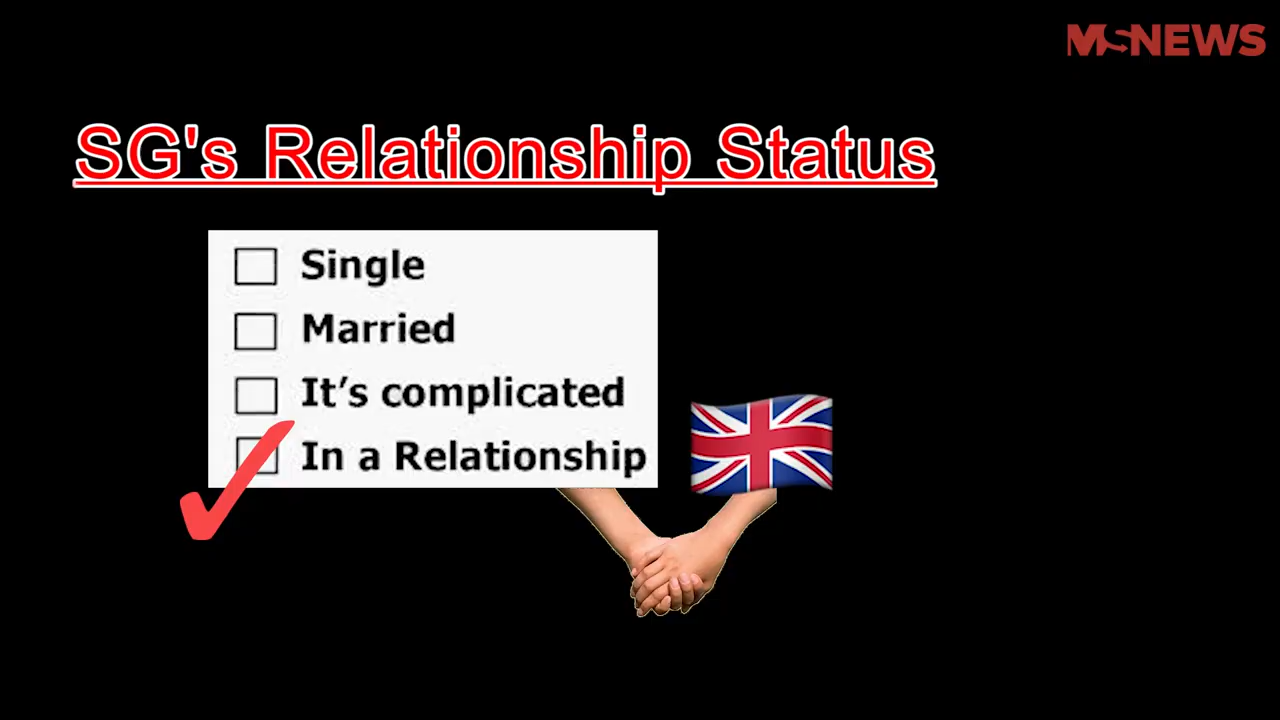 MSNEWS
SG's Relationship Status
Single
Married
It's complicated
In a Relationship